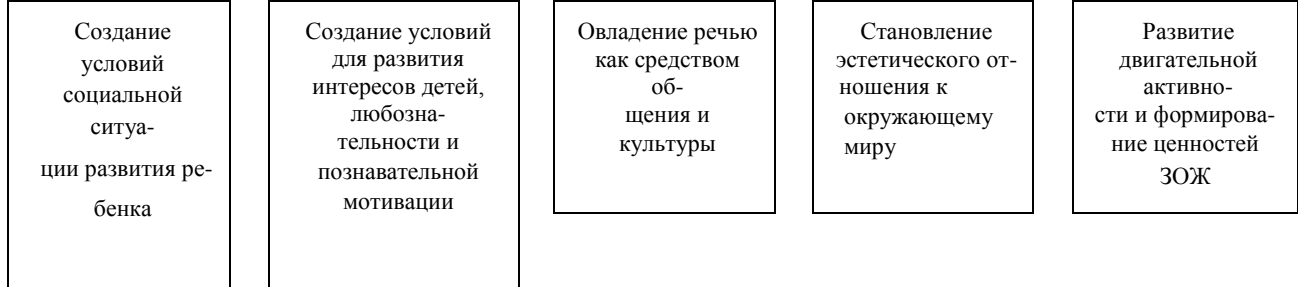 Создание
условий
социальной
ситуа-
ции развития ре-
бенка
Создание условий
для развития
интересов детей,
любозна-
тельности и
познавательной
мотивации
Овладение речью
как средством
об-
щения и
культуры
Становление
эстетического от-
ношения к
окружающему
миру
Развитие
двигательной
активно-
сти и формирова-
ние ценностей
ЗОЖ